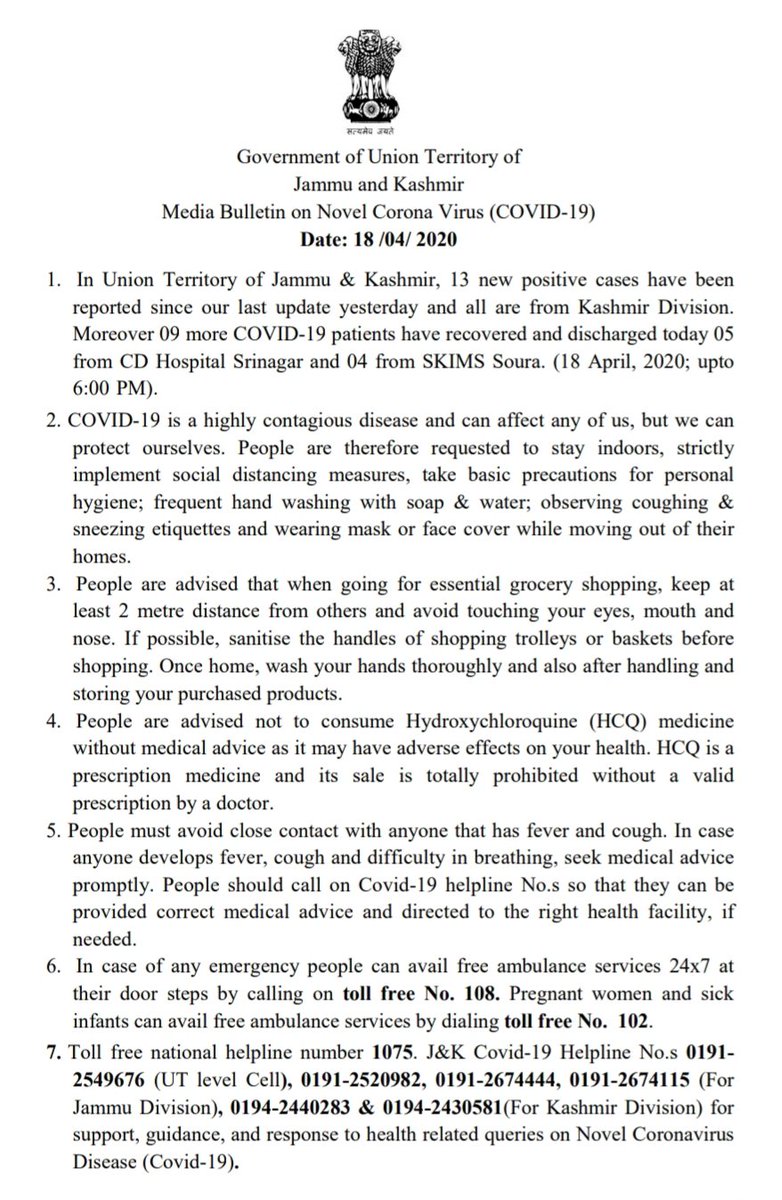 सत्यमेव जयते
Government of Union Territory of
Jammu and Kashmir
Media Bulletin on Novel Corona Virus (COVID-19)
Date: 18 /04/ 2020
1. In Union Territory of Jammu & Kashmir, 13 new positive cases have been
reported since our last update yesterday and all are from Kashmir Division.
Moreover 09 more COVID-19 patients have recovered and discharged today 05
from CD Hospital Srinagar and 04 from SKIMS Soura. (18 April, 2020; upto
6:00 PM).
2. COVID-19 is a highly contagious disease and can affect any of us, but we can
protect ourselves. People are therefore requested to stay indoors, strictly
implement social distancing measures, take basic precautions for personal
hygiene; frequent hand washing with soap & water; observing coughing &
sneezing etiquettes and wearing mask or face cover while moving out of their
homes.
3. People are advised that when going for essential grocery shopping, keep at
least 2 metre distance from others and avoid touching your eyes, mouth and
nose. If possible, sanitise the handles of shopping trolleys or baskets before
shopping. Once home, wash your hands thoroughly and also after handling and
storing your purchased products.
4. People are advised not to consume Hydroxychloroquine (HCQ) medicine
without medical advice as it may have adverse effects on your health. HCQ is a
prescription medicine and its sale is totally prohibited without a valid
prescription by a doctor.
5. People must avoid close contact with anyone that has fever and cough. In case
anyone develops fever, cough and difficulty in breathing, seek medical advice
promptly. People should call on Covid-19 helpline No.s so that they can be
provided correct medical advice and directed to the right health facility, if
needed.
6. In case of any emergency people can avail free ambulance services 24x7 at
their door steps by calling on toll free No. 108. Pregnant women and sick
infants can avail free ambulance services by dialing toll free No. 102.
7. Toll free national helpline number 1075. J&K Covid-19 Helpline No.s 0191-
2549676 (UT level Cell), 0191-2520982, 0191-2674444, 0191-2674115 (For
Jammu Division), 0194-2440283 & 0194-2430581(For Kashmir Division) for
support, guidance, and response to health related queries on Novel Coronavirus
Disease (Covid-19).